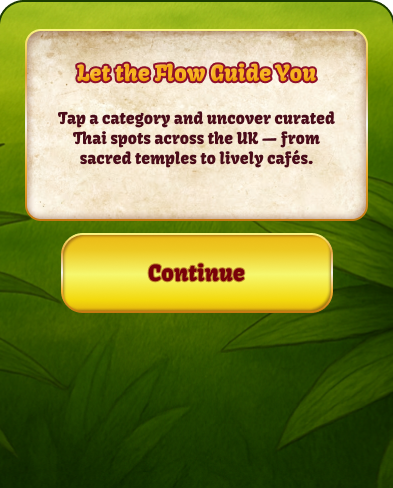 Let the Flow Guide You
Tap a category and uncover curated
Thai spots across the UK — from
sacred temples to lively cafés.
Continue